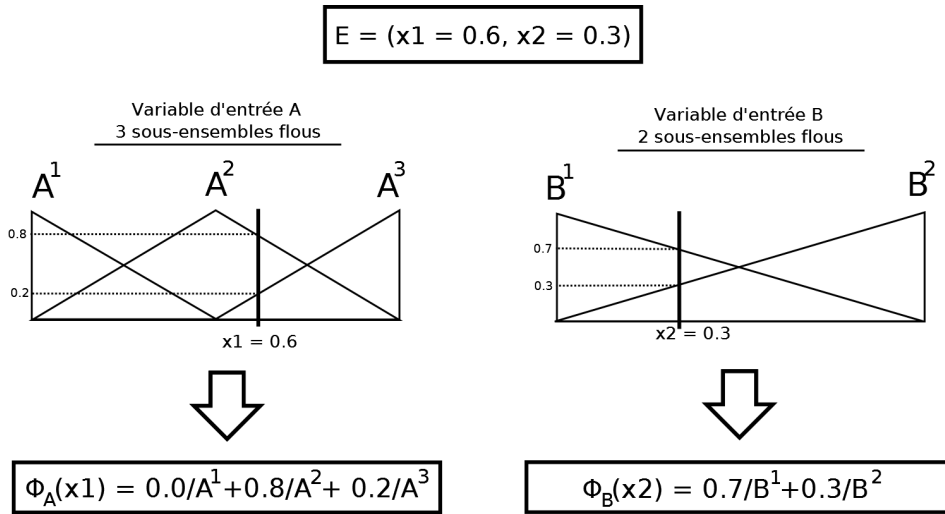 E = (x1 = 0.6, x2 = 0.3)
Variable d'entrée A
3 sous-ensembles flous
A¹ A² A³
0.8
0.2
x1 = 0.6
Φ_A(x1) = 0.0/A¹+0.8/A²+ 0.2/A³
Variable d'entrée B
2 sous-ensembles flous
B¹ B²
0.7
0.3
x2 = 0.3
Φ_B(x2) = 0.7/B¹+0.3/B²